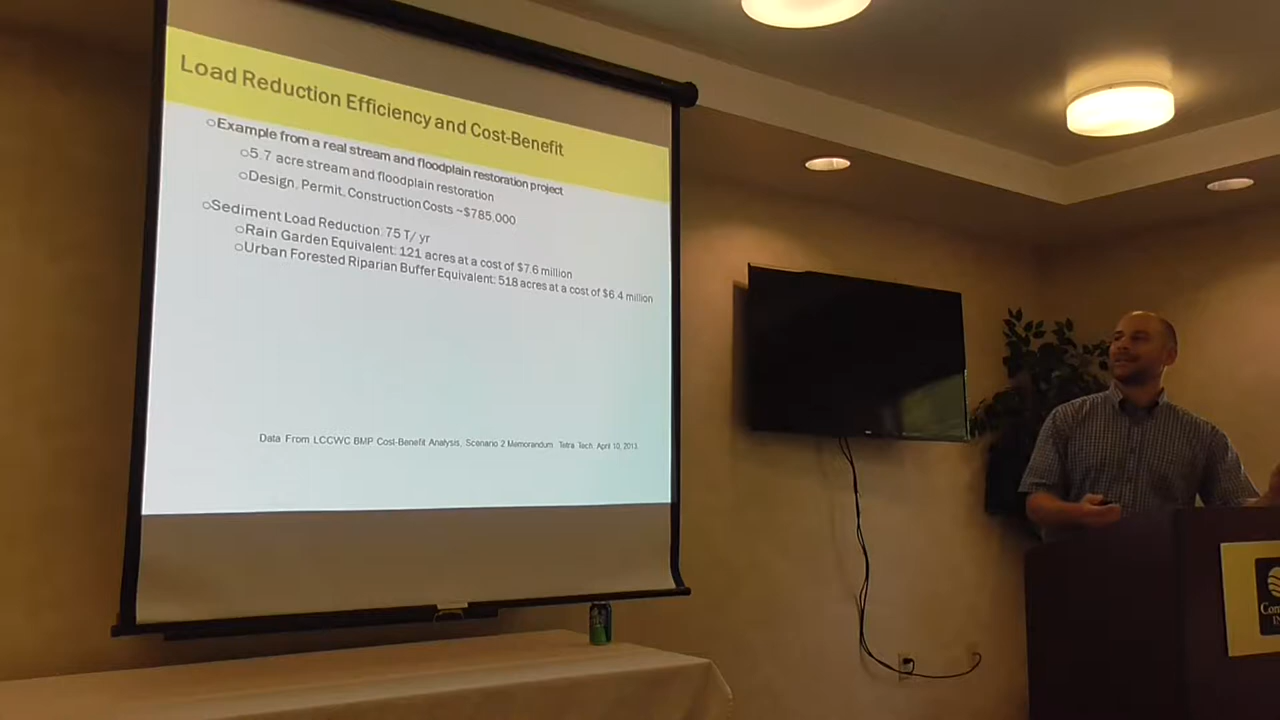 Load Reduction Efficiency and Cost-Benefit
Example from a real stream and floodplain restoration project
5.7 acre stream and floodplain restoration
Design, Permit, Construction Costs ~$785,000
Sediment Load Reduction: 75 T/yr
Rain Garden Equivalent: 121 acres at a cost of $7.6 million
Urban Forested Riparian Buffer Equivalent: 518 acres at a cost of $6.4 million
Data From LCCWC BMP Cost-Benefit Analysis, Scenario 2 Memorandum. Tetra Tech. April 10, 2013